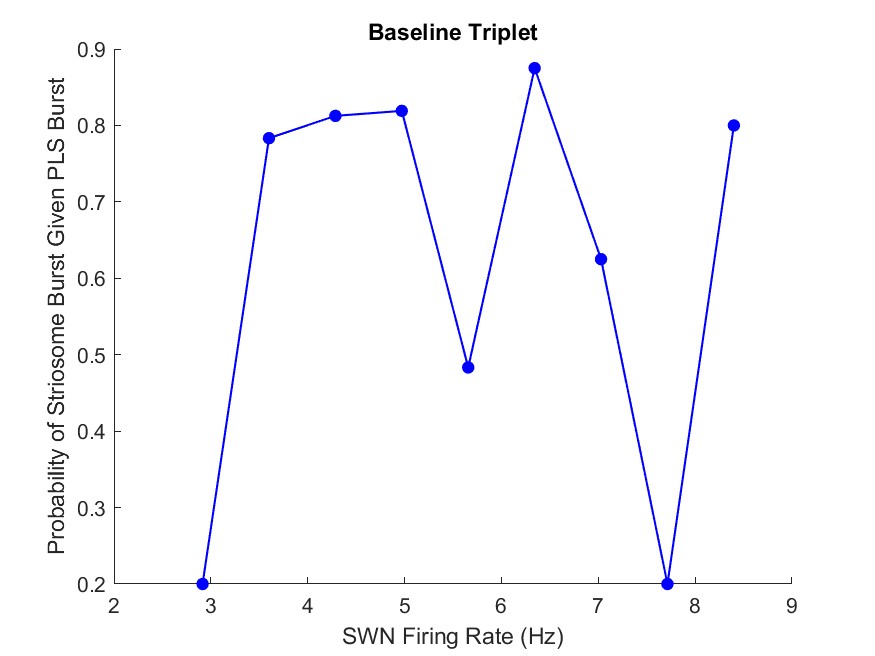 Baseline Triplet
Probability of Striosome Burst Given PLS Burst
0.9
0.8
0.7
0.6
0.5
0.4
0.3
0.2
2 3 4 5 6 7 8 9
SWN Firing Rate (Hz)